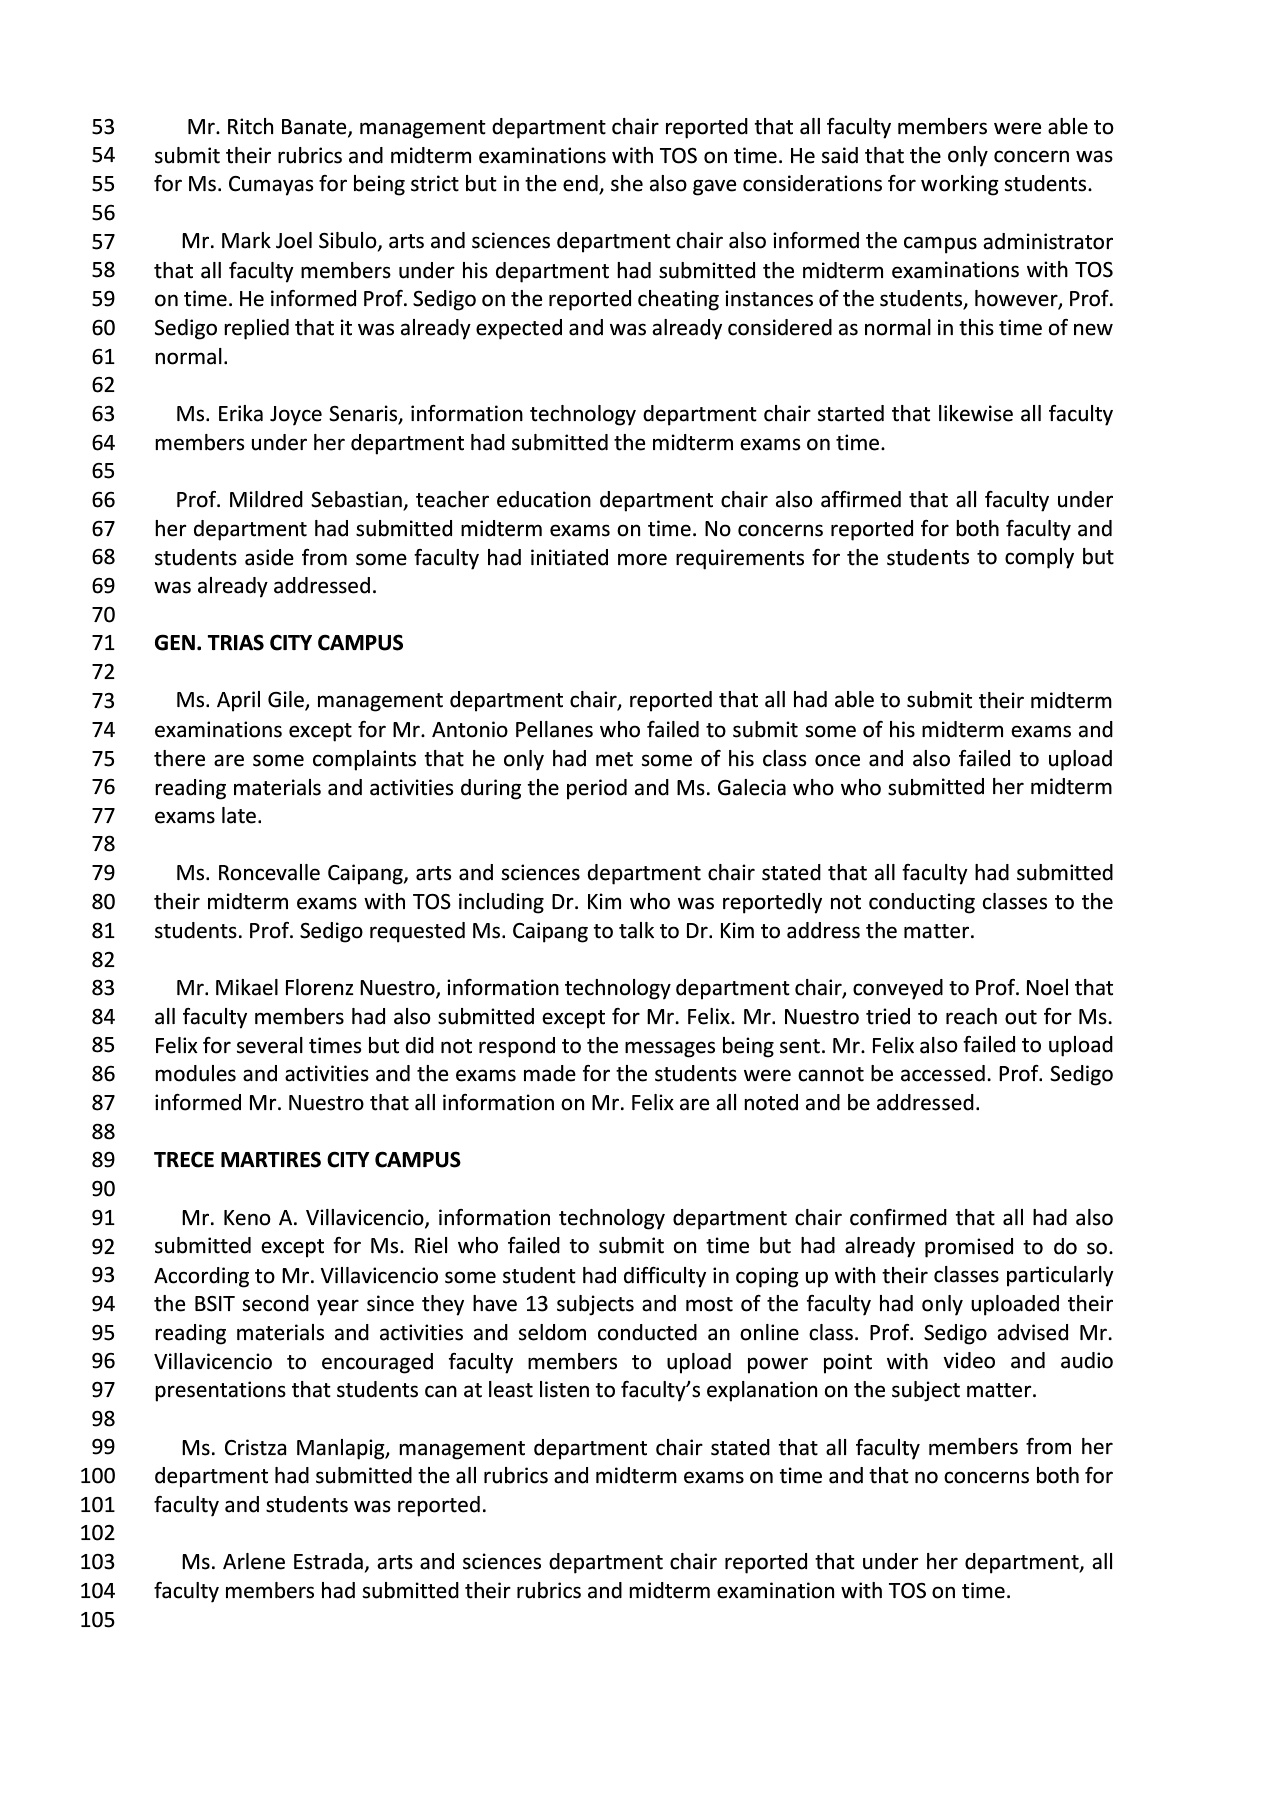 53 Mr. Ritch Banate, management department chair reported that all faculty members were able to
54 submit their rubrics and midterm examinations with TOS on time. He said that the only concern was
55 for Ms. Cumayas for being strict but in the end, she also gave considerations for working students.
56
57 Mr. Mark Joel Sibulo, arts and sciences department chair also informed the campus administrator
58 that all faculty members under his department had submitted the midterm examinations with TOS
59 on time. He informed Prof. Sedigo on the reported cheating instances of the students, however, Prof.
60 Sedigo replied that it was already expected and was already considered as normal in this time of new
61 normal.
62
63 Ms. Erika Joyce Senaris, information technology department chair started that likewise all faculty
64 members under her department had submitted the midterm exams on time.
65
66 Prof. Mildred Sebastian, teacher education department chair also affirmed that all faculty under
67 her department had submitted midterm exams on time. No concerns reported for both faculty and
68 students aside from some faculty had initiated more requirements for the students to comply but
69 was already addressed.
70
71 GEN. TRIAS CITY CAMPUS
72
73 Ms. April Gile, management department chair, reported that all had able to submit their midterm
74 examinations except for Mr. Antonio Pellanes who failed to submit some of his midterm exams and
75 there are some complaints that he only had met some of his class once and also failed to upload
76 reading materials and activities during the period and Ms. Galecia who who submitted her midterm
77 exams late.
78
79 Ms. Roncevalle Caipang, arts and sciences department chair stated that all faculty had submitted
80 their midterm exams with TOS including Dr. Kim who was reportedly not conducting classes to the
81 students. Prof. Sedigo requested Ms. Caipang to talk to Dr. Kim to address the matter.
82
83 Mr. Mikael Florenz Nuestro, information technology department chair, conveyed to Prof. Noel that
84 all faculty members had also submitted except for Mr. Felix. Mr. Nuestro tried to reach out for Ms.
85 Felix for several times but did not respond to the messages being sent. Mr. Felix also failed to upload
86 modules and activities and the exams made for the students were cannot be accessed. Prof. Sedigo
87 informed Mr. Nuestro that all information on Mr. Felix are all noted and be addressed.
88
89 TRECE MARTIRES CITY CAMPUS
90
91 Mr. Keno A. Villavicencio, information technology department chair confirmed that all had also
92 submitted except for Ms. Riel who failed to submit on time but had already promised to do so.
93 According to Mr. Villavicencio some student had difficulty in coping up with their classes particularly
94 the BSIT second year since they have 13 subjects and most of the faculty had only uploaded their
95 reading materials and activities and seldom conducted an online class. Prof. Sedigo advised Mr.
96 Villavicencio to encouraged faculty members to upload power point with video and audio
97 presentations that students can at least listen to faculty’s explanation on the subject matter.
98
99 Ms. Cristza Manlapig, management department chair stated that all faculty members from her
100 department had submitted the all rubrics and midterm exams on time and that no concerns both for
101 faculty and students was reported.
102
103 Ms. Arlene Estrada, arts and sciences department chair reported that under her department, all
104 faculty members had submitted their rubrics and midterm examination with TOS on time.
105